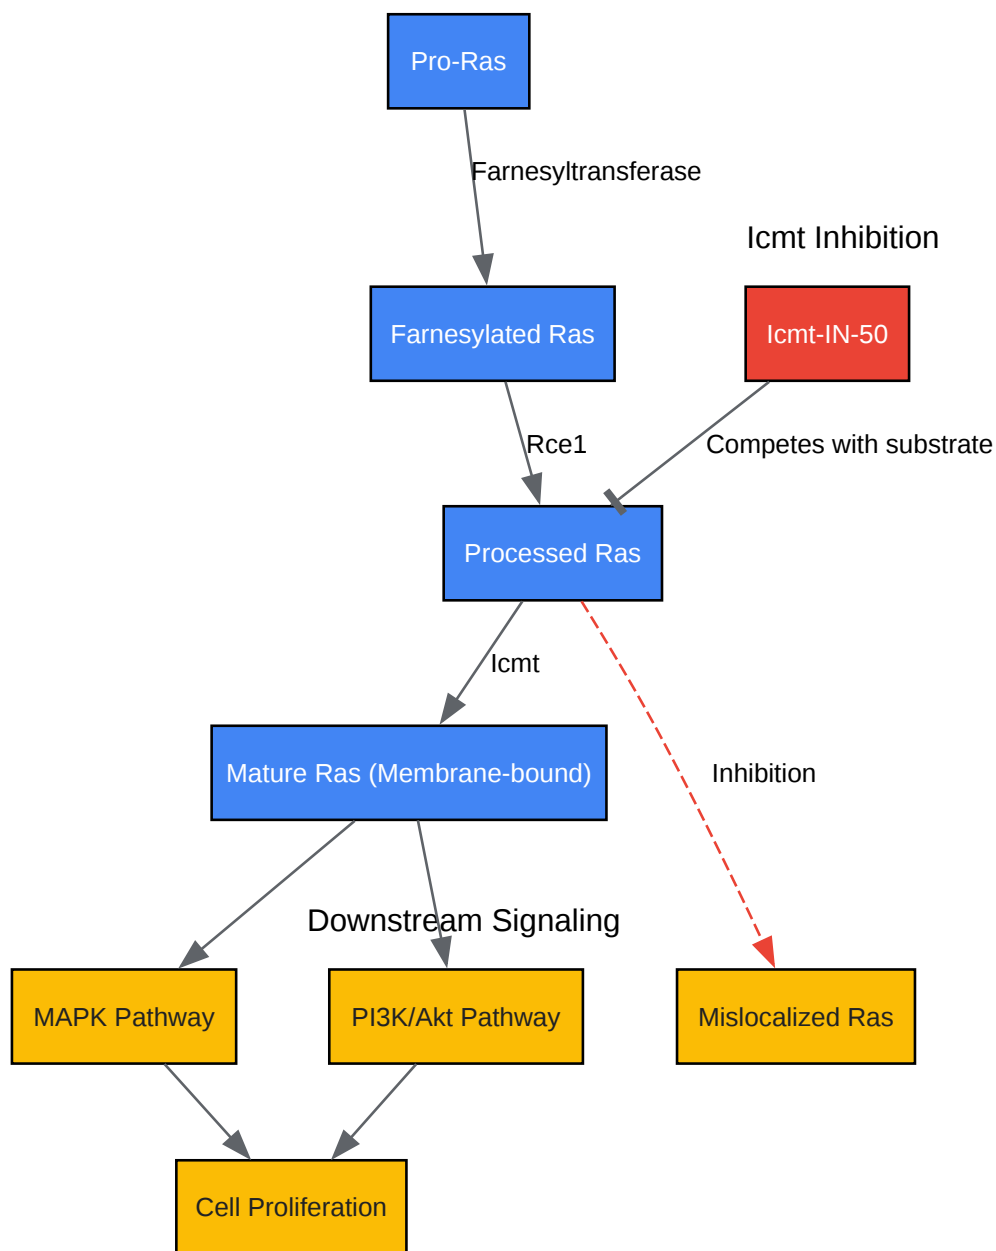 Pro-Ras
Farnesyltransferase
Icmt Inhibition
Farnesylated Ras
Icmt-IN-50
Rce1
Competes with substrate
Processed Ras
Icmt
Mature Ras (Membrane-bound)
Inhibition
Downstream Signaling
MAPK Pathway
PI3K/Akt Pathway
Mislocalized Ras
Cell Proliferation